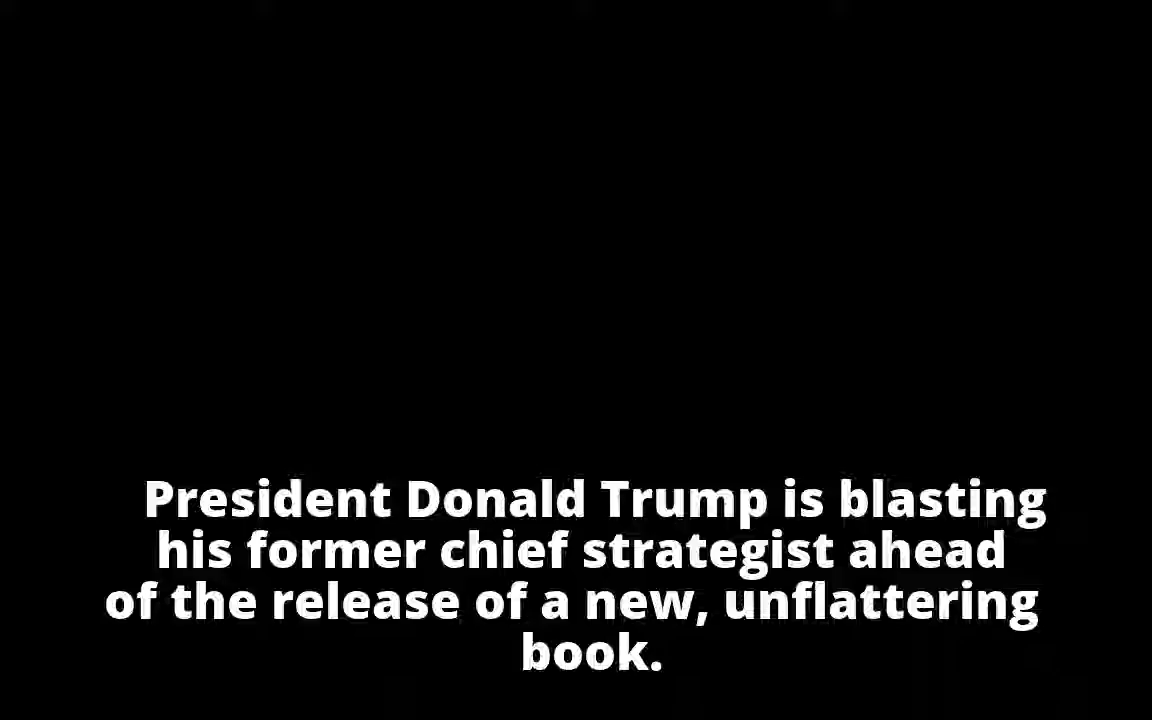 President Donald Trump is blasting
his former chief strategist ahead
of the release of a new, unflattering
book.